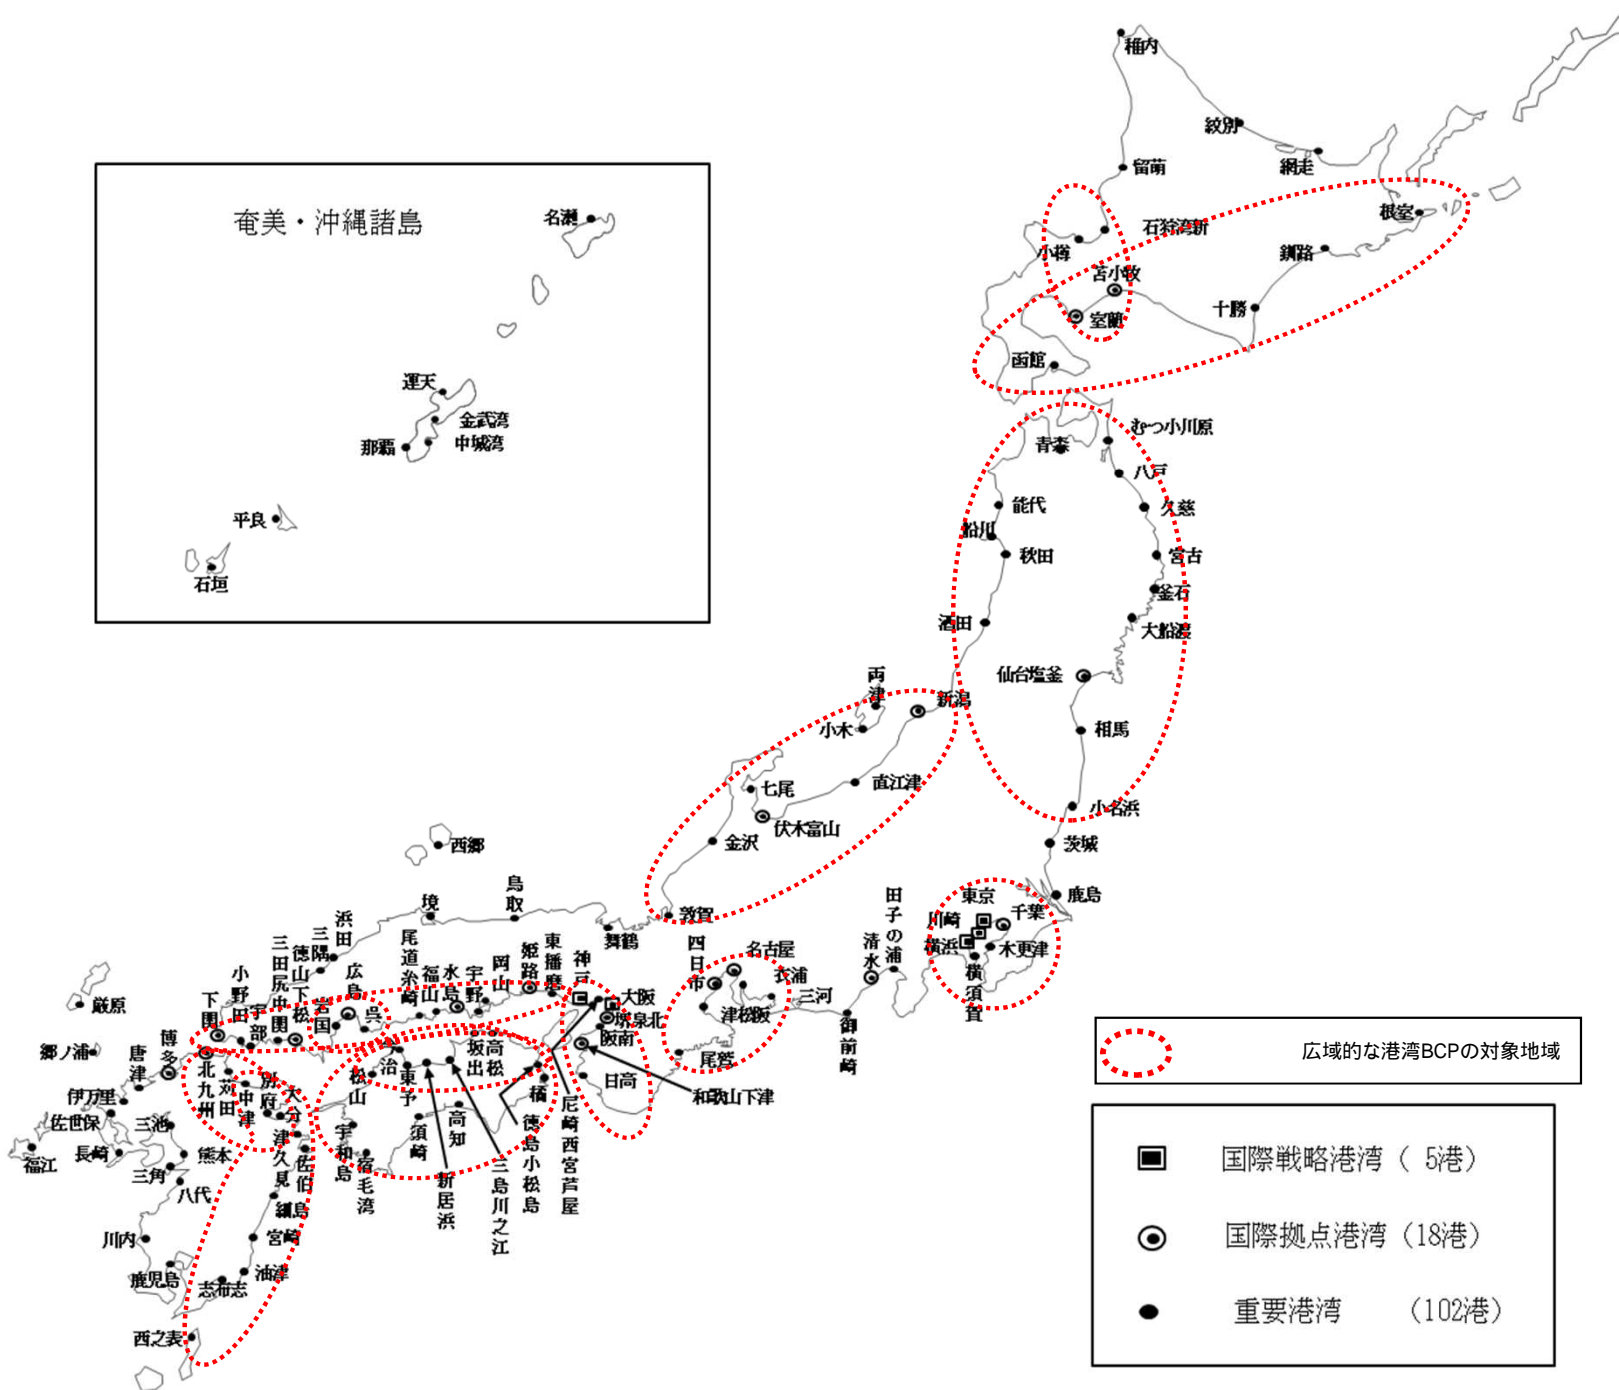 稚内
紋別
網走
留萌
根室
石狩湾新
小樽
釧路
苫小牧
十勝
室蘭
函館
奄美・沖縄諸島
名瀬
運天
金武湾
那覇
中城湾
平良
石垣
むつ小川原
青森
八戸
能代
久慈
船川
秋田
宮古
釜石
酒田
大船渡
仙台塩釜
両津
新潟
小木
相馬
七尾
直江津
小名浜
伏木富山
金沢
茨城
西郷
鹿島
東京
千葉
川崎
横浜
木更津
横須賀
田子の浦
清水
御前崎
敦賀
舞鶴
鳥取
境
浜田
三隅
四日市
名古屋
衣浦
三河
津松阪
尾鷲
神戸
東播磨
姫路
岡山
宇野
水島
福山
尾道糸崎
広島
呉
岩国
徳山下松
三田尻中関
宇部
小野田
下関
大阪
堺泉北
阪南
日高
和歌山下津
尼崎西宮芦屋
徳島小松島
橘
高松
坂出
三島川之江
新居浜
東予
今治
松山
高知
須崎
宇和島
宿毛湾
厳原
郷ノ浦
博多
唐津
伊万里
佐世保
長崎
福江
三池
熊本
三角
八代
川内
鹿児島
志布志
西之表
北九州
苅田
中津
別府
大分
津久見
佐伯
細島
宮崎
油津
広域的な港湾BCPの対象地域
国際戦略港湾（ 5港）
国際拠点港湾（18港）
重要港湾 （102港）